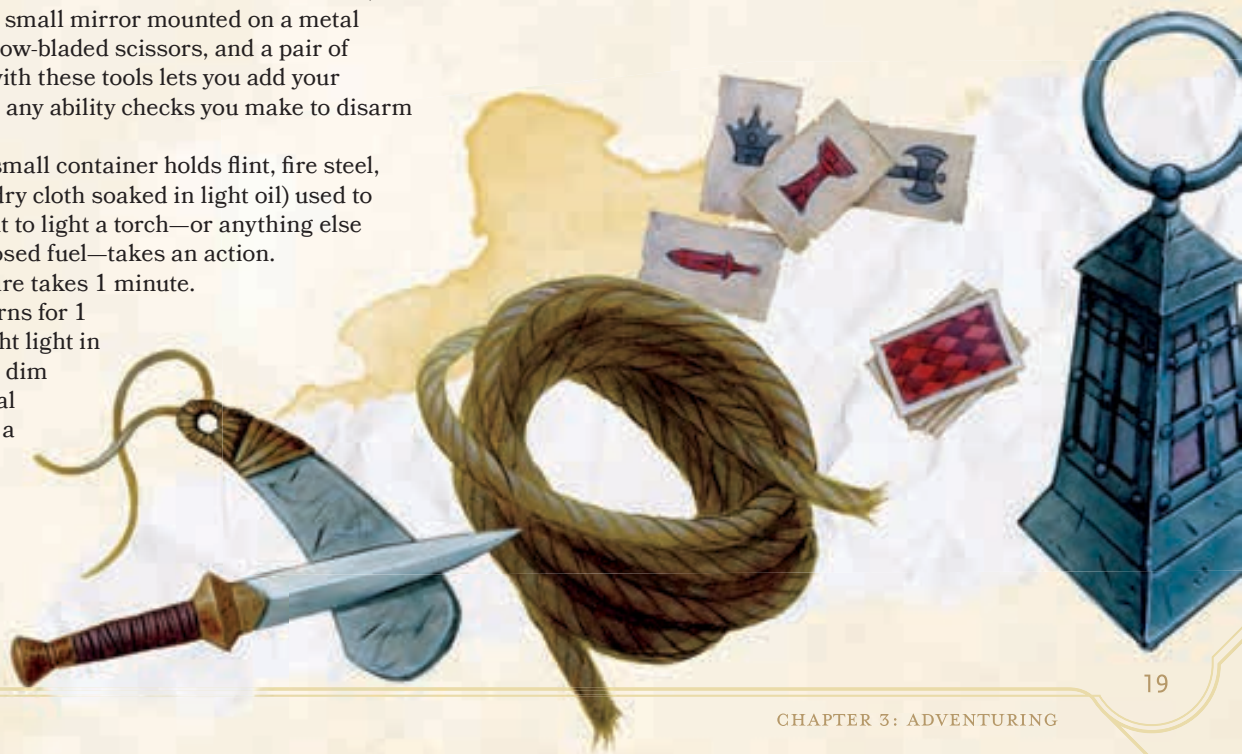 small mirror mounted on a metal
ow-bladed scissors, and a pair of
with these tools lets you add your
any ability checks you make to disarm
small container holds flint, fire steel,
dry cloth soaked in light oil) used to
t to light a torch—or anything else
osed fuel—takes an action.
re takes 1 minute.
rns for 1
ht light in
dim
al
a
19
CHAPTER 3: ADVENTURING